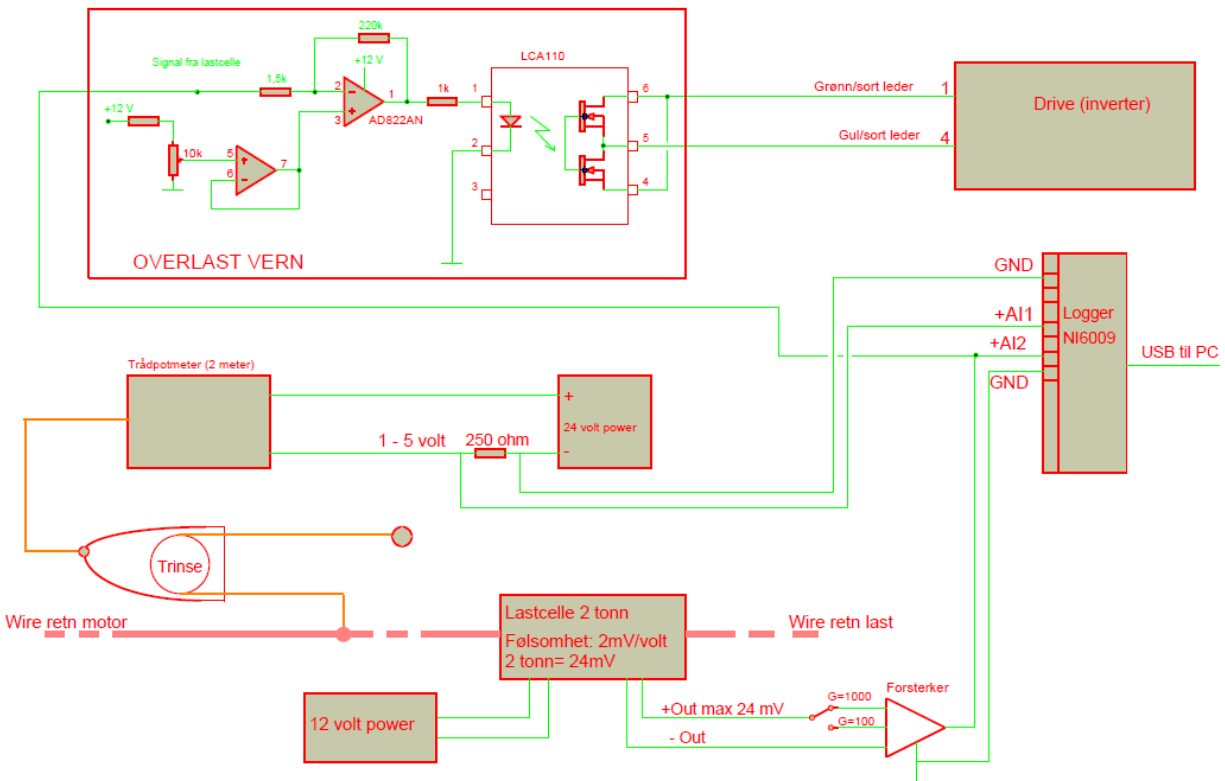 220k
LCA110
Signal fra lastcelle
+12 V
1,5k
2
1
1k
1
6
Grønn/sort leder
1
Drive (inverter)
3
AD822AN
+12 V
10k
5
7
6
2
5
Gul/sort leder
4
3
4
OVERLAST VERN
GND
+AI1
Logger
NI6009
+AI2
USB til PC
GND
Trådpotmeter (2 meter)
+
24 volt power
1 - 5 volt
250 ohm
-
Trinse
Wire retn motor
Lastcelle 2 tonn
Følsomhet: 2mV/volt
2 tonn= 24mV
Wire retn last
Forsterker
G=1000
+Out max 24 mV
G=100
12 volt power
- Out